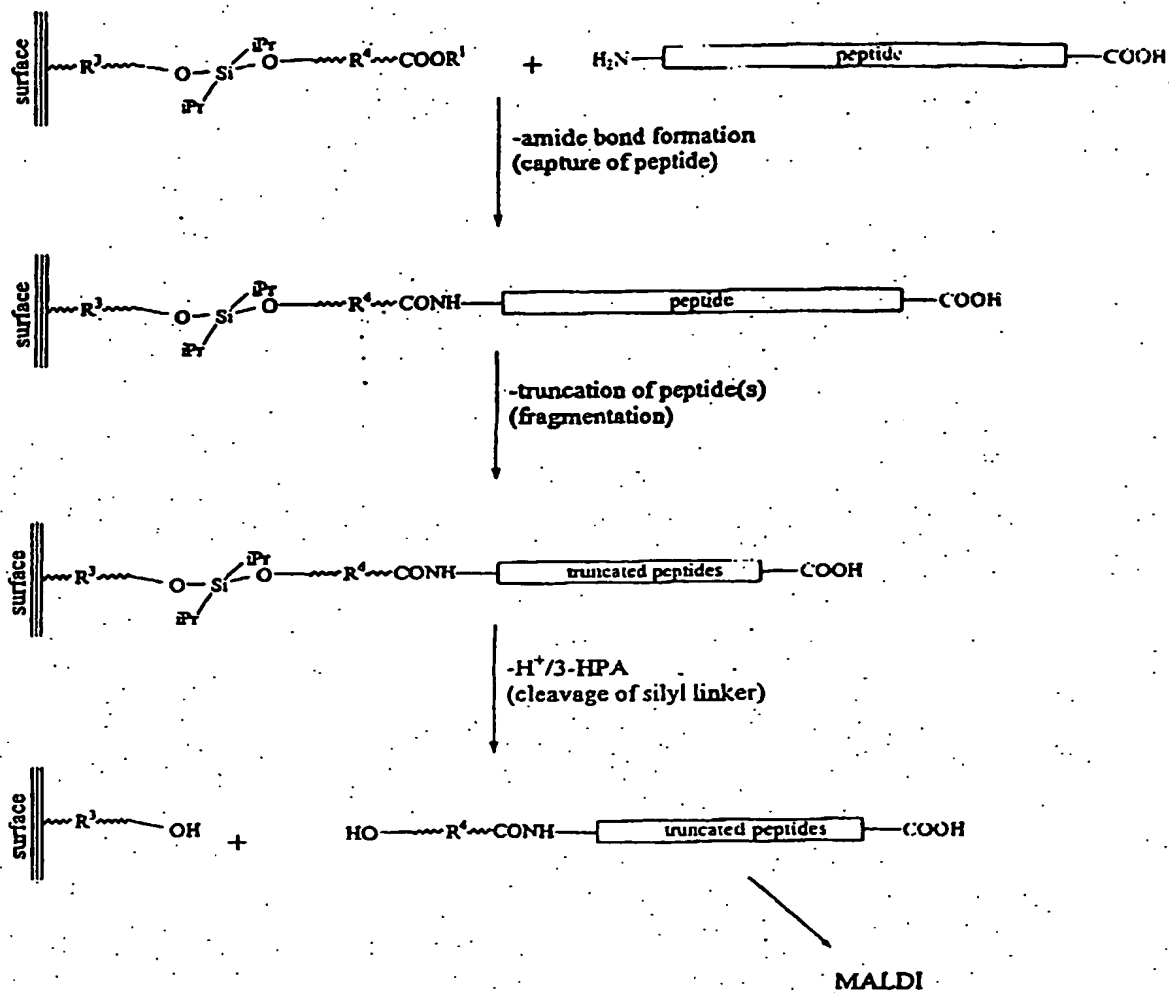 surface R³ O Si O iPr iPr R⁴ COOR¹ + H₂N peptide COOH
-amide bond formation
(capture of peptide)
surface R³ O Si O iPr iPr R⁴ CONH peptide COOH
-truncation of peptide(s)
(fragmentation)
surface R³ O Si O iPr iPr R⁴ CONH truncated peptides COOH
-H⁺/3-HPA
(cleavage of silyl linker)
surface R³ OH + HO R⁴ CONH truncated peptides COOH
MALDI